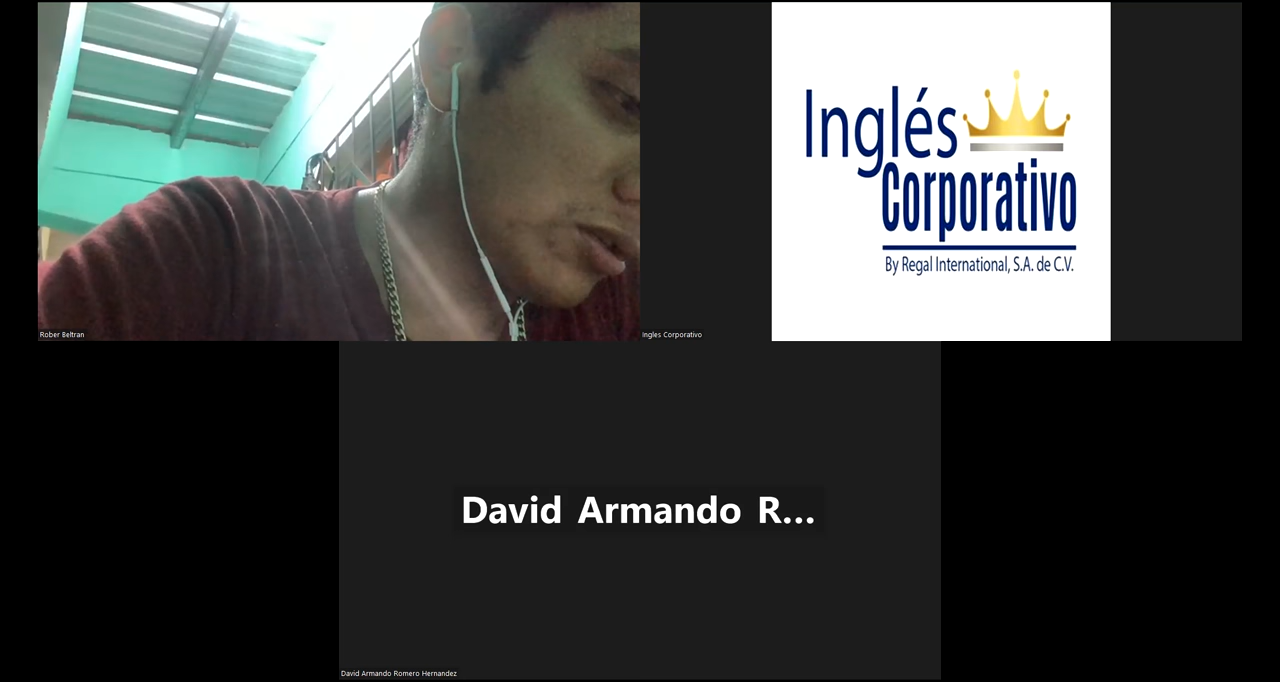 Rober Beltran
Inglés
Corporativo
By Regal International, S.A. de C.V.
Ingles Corporativo
David Armando R...
David Armando Romero Hernandez